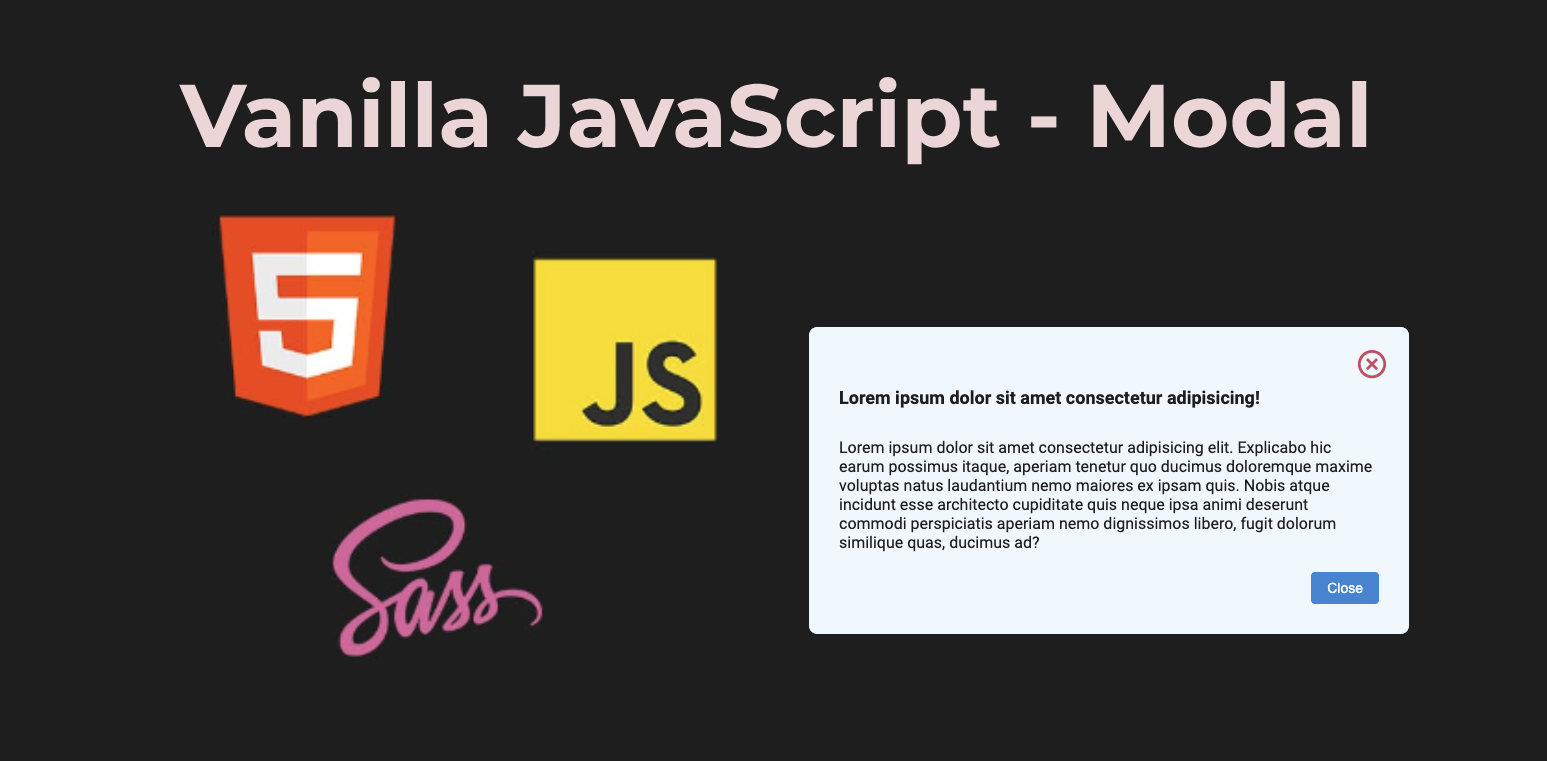 Vanilla JavaScript - Modal
5
JS
Sass
Lorem ipsum dolor sit amet consectetur adipisicing!
Lorem ipsum dolor sit amet consectetur adipisicing elit. Explicabo hic
earum possimus itaque, aperiam tenetur quo ducimus doloremque maxime
voluptas natus laudantium nemo maiores ex ipsam quis. Nobis atque
incidunt esse architecto cupiditate quis neque ipsa animi deserunt
commodi perspiciatis aperiam nemo dignissimos libero, fugit dolorum
similique quas, ducimus ad?
Close